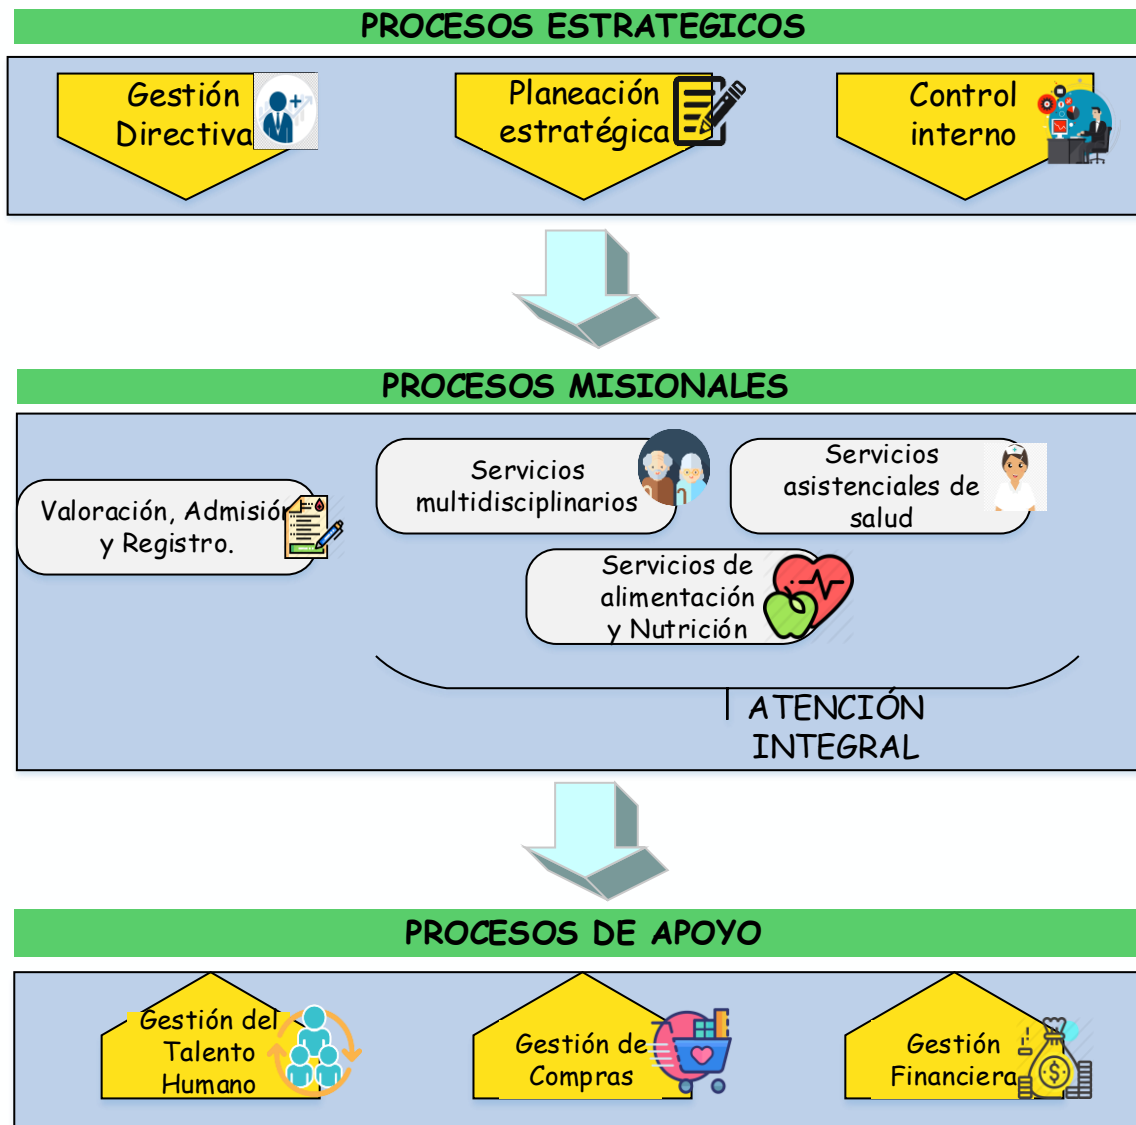 PROCESOS ESTRATEGICOS
Gestión
Directiva
Planeación
estratégica
Control
interno
PROCESOS MISIONALES
Valoración, Admisión
y Registro.
Servicios
multidisciplinarios
Servicios
asistenciales de
salud
Servicios de
alimentación
y Nutrición
ATENCIÓN
INTEGRAL
PROCESOS DE APOYO
Gestión del
Talento
Humano
Gestión de
Compras
Gestión
Financiera